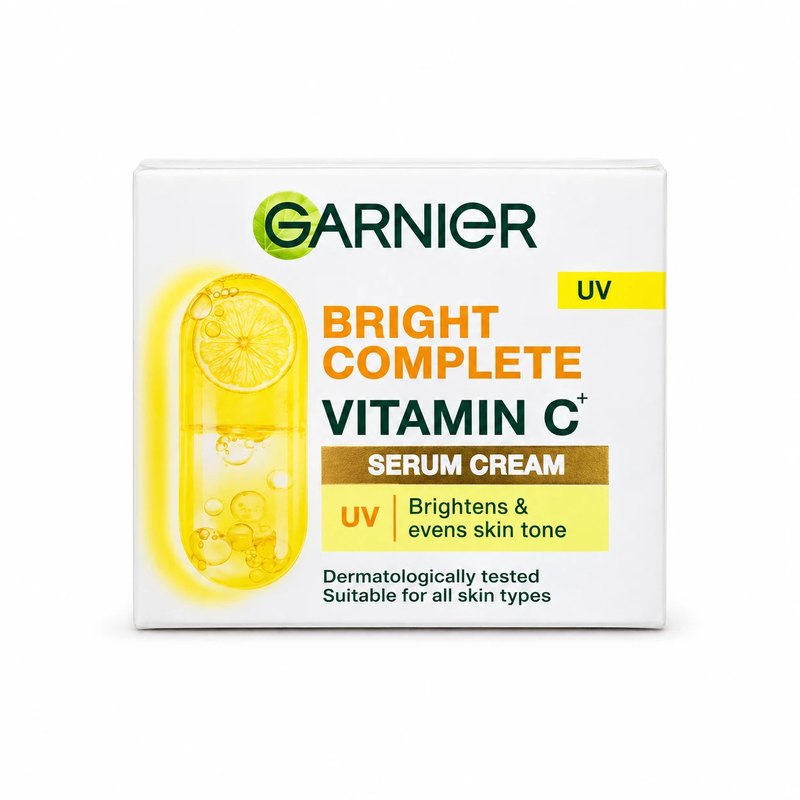 GARNIER
UV
BRIGHT
COMPLETE
VITAMIN C+
SERUM CREAM
UV
Brightens &
evens skin tone
Dermatologically tested
Suitable for all skin types